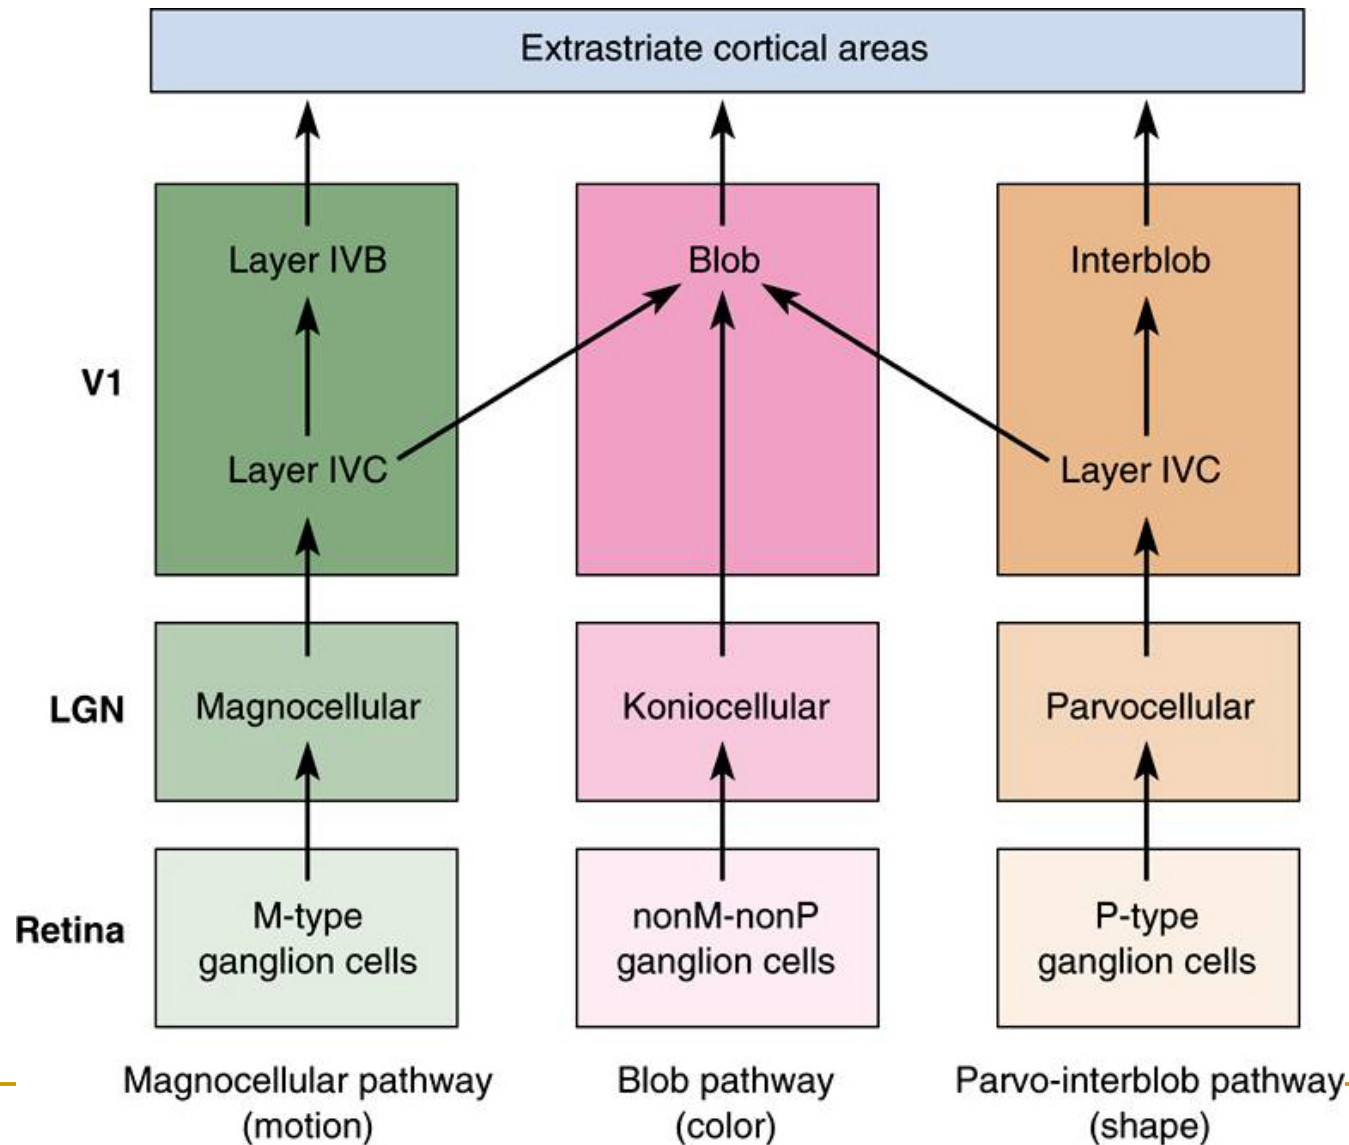 Extrastriate cortical areas
Layer IVB
Blob
Interblob
V1
Layer IVC
Layer IVC
LGN
Magnocellular
Koniocellular
Parvocellular
Retina
M-type
ganglion cells
nonM-nonP
ganglion cells
P-type
ganglion cells
Magnocellular pathway
(motion)
Blob pathway
(color)
Parvo-interblob pathway
(shape)